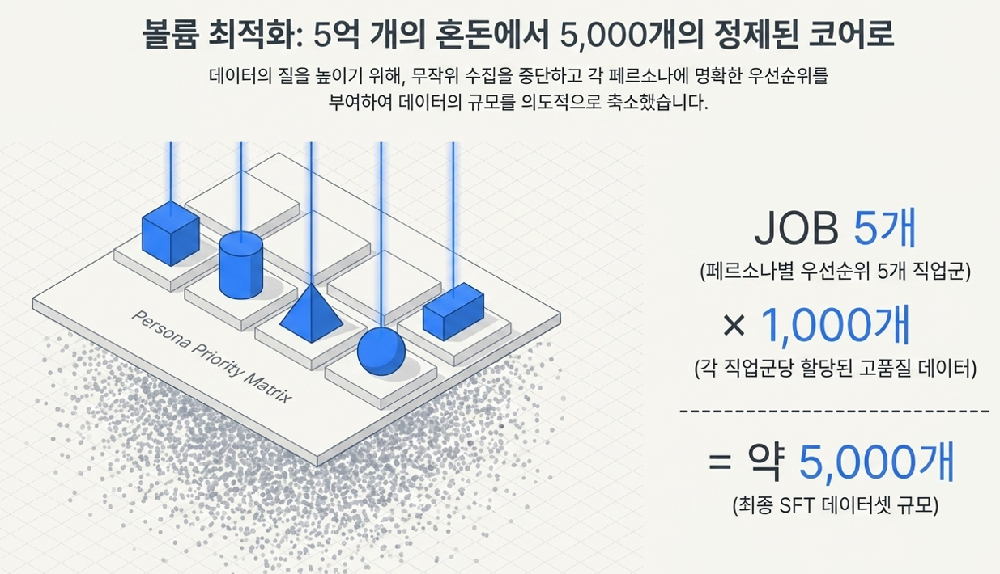 볼륨 최적화: 5억 개의 혼돈에서 5,000개의 정제된 코어로
데이터의 질을 높이기 위해, 무작위 수집을 중단하고 각 페르소나에 명확한 우선순위를
부여하여 데이터의 규모를 의도적으로 축소했습니다.
Persona Priority Matrix
JOB 5개
(페르소나별 우선순위 5개 직업군)
× 1,000개
(각 직업군당 할당된 고품질 데이터)
= 약 5,000개
(최종 SFT 데이터셋 규모)